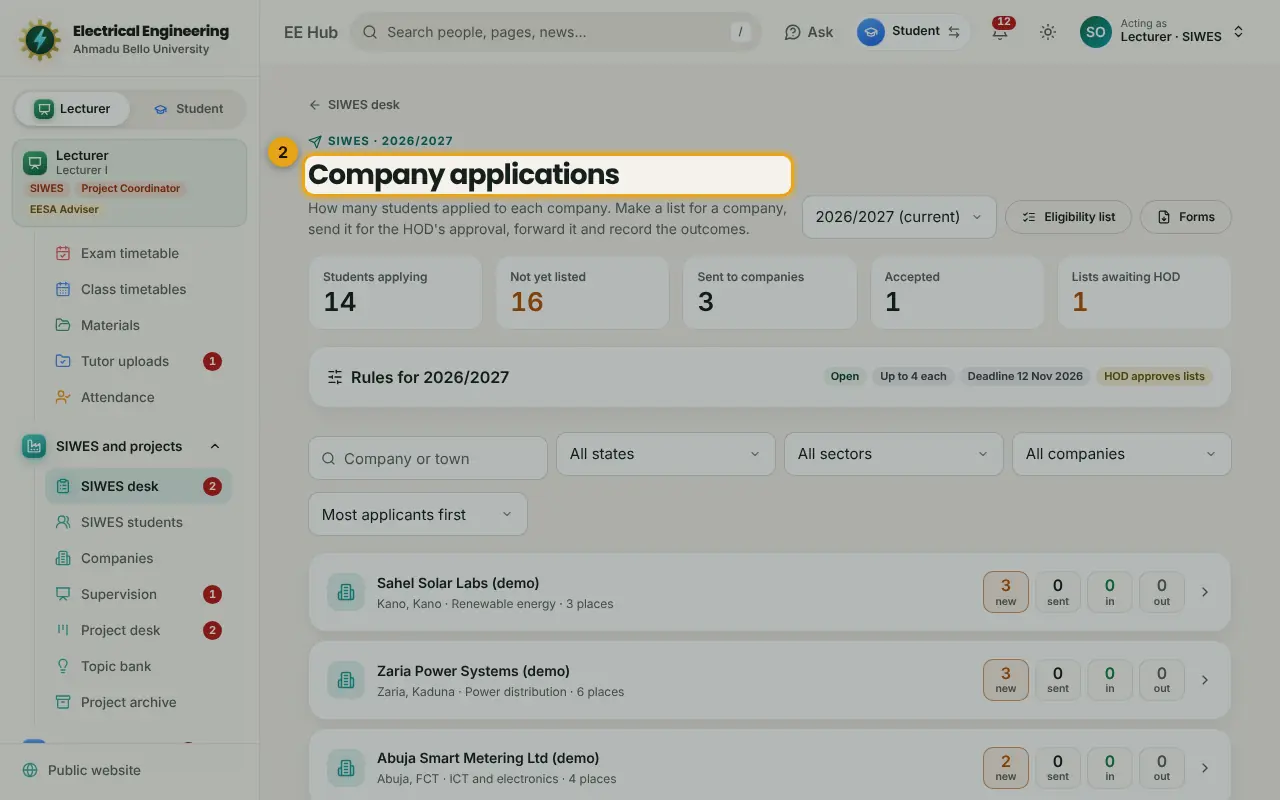 Electrical Engineering
Ahmadu Bello University
EE Hub
Search people, pages, news...
/
Ask
Student
12
SO
Acting as
Lecturer · SIWES
Lecturer
Student
Lecturer
Lecturer I
SIWES
Project Coordinator
EESA Adviser
Exam timetable
Class timetables
Materials
Tutor uploads
1
Attendance
SIWES and projects
SIWES desk
2
SIWES students
Companies
Supervision
1
Project desk
2
Topic bank
Project archive
Public website
SIWES desk
SIWES · 2026/2027
2
Company applications
How many students applied to each company. Make a list for a company,
send it for the HOD's approval, forward it and record the outcomes.
2026/2027 (current)
Eligibility list
Forms
Students applying
14
Not yet listed
16
Sent to companies
3
Accepted
1
Lists awaiting HOD
1
Rules for 2026/2027
Open
Up to 4 each
Deadline 12 Nov 2026
HOD approves lists
Company or town
All states
All sectors
All companies
Most applicants first
Sahel Solar Labs (demo)
Kano, Kano · Renewable energy · 3 places
3 new
0 sent
0 in
0 out
Zaria Power Systems (demo)
Zaria, Kaduna · Power distribution · 6 places
3 new
0 sent
0 in
0 out
Abuja Smart Metering Ltd (demo)
Abuja, FCT · ICT and electronics · 4 places
2 new
0 sent
0 in
0 out